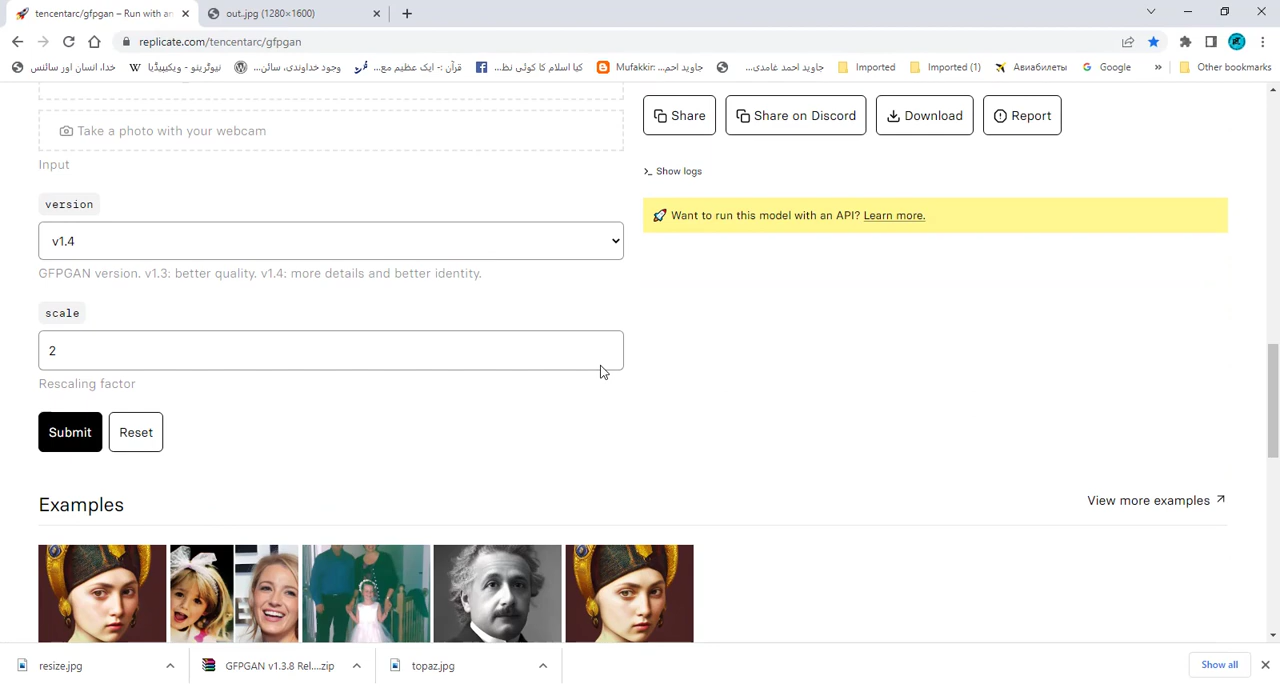 tencentarc/gfpgan – Run with an
out.jpg (1280×1600)
replicate.com/tencentarc/gfpgan
خدا، انسان اور سائنس
نیوٹرینو - ویکیپیڈیا
وجود خداوندی، سائن...
قرآن :- ایک عظیم مع...
کیا اسلام کا کوئی نظ...
Mufakkir: ...جاوید احم
جاوید احمد غامدی...
Imported
Imported (1)
Авиабилеты
Google
»
Other bookmarks
Take a photo with your webcam
Input
version
v1.4
GFPGAN version. v1.3: better quality. v1.4: more details and better identity.
scale
2
Rescaling factor
Submit
Reset
Share
Share on Discord
Download
Report
>_ Show logs
Want to run this model with an API? Learn more.
Examples
View more examples
resize.jpg
GFPGAN v1.3.8 Rel....zip
topaz.jpg
Show all